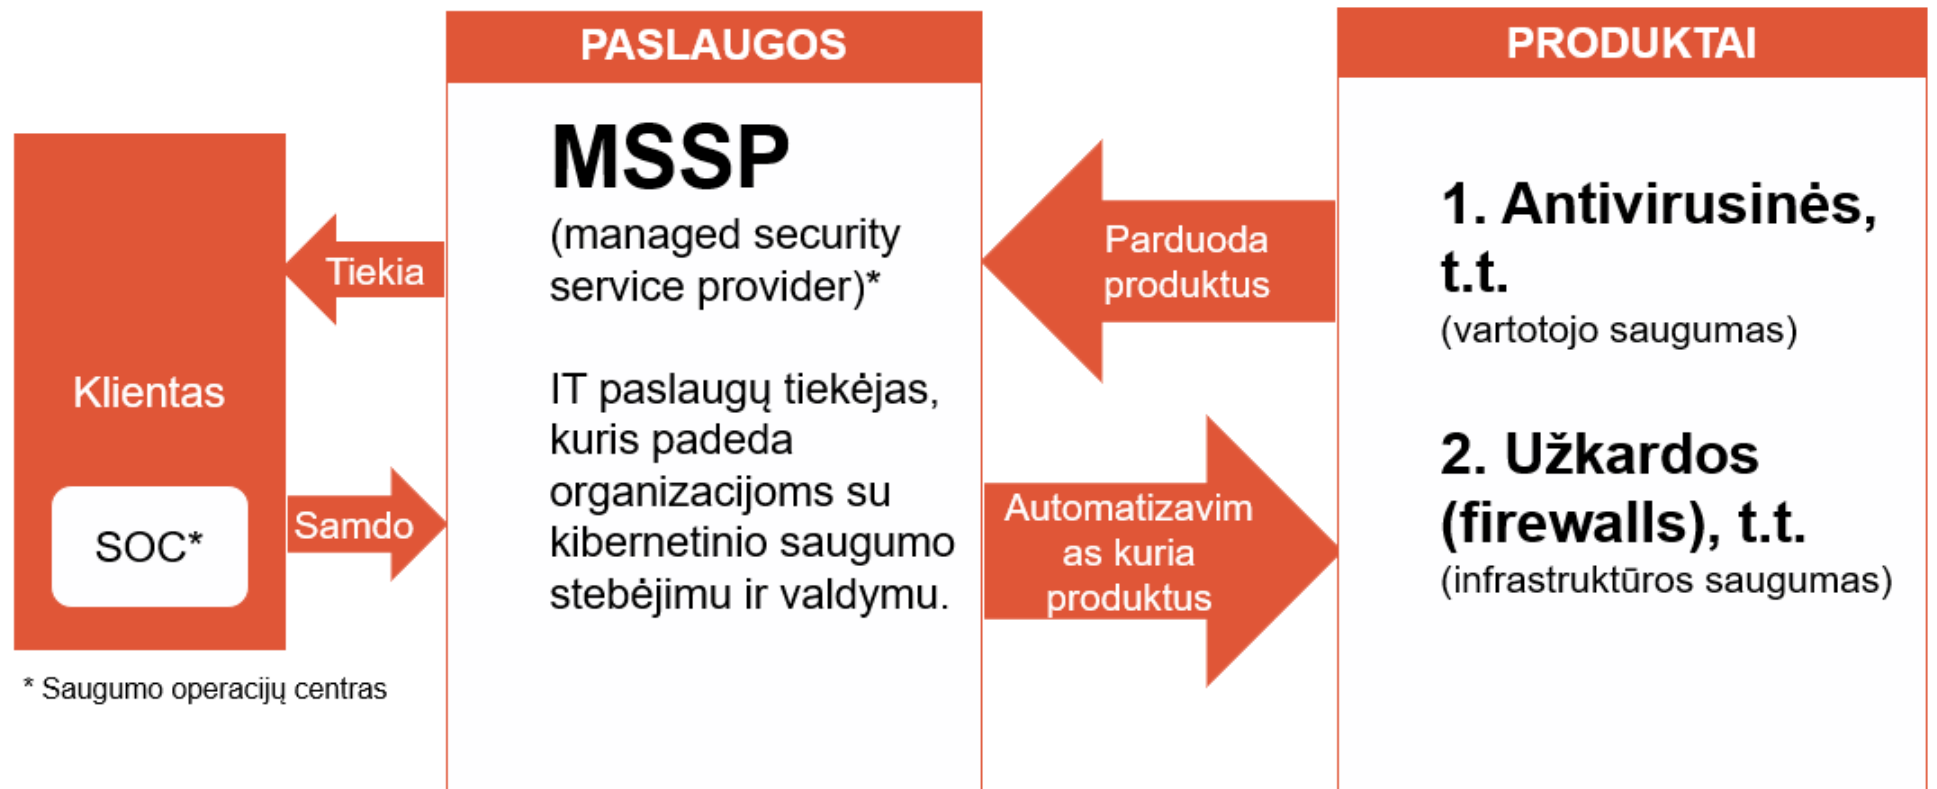 PASLAUGOS
PRODUKTAI
Klientas
SOC*
* Saugumo operacijų centras
Tiekia
Samdo
MSSP
(managed security
service provider)*
IT paslaugų tiekėjas,
kuris padeda
organizacijoms su
kibernetinio saugumo
stebėjimu ir valdymu.
Parduoda
produktus
Automatizavim
as kuria
produktus
1. Antivirusinės,
t.t.
(vartotojo saugumas)
2. Užkardos
(firewalls), t.t.
(infrastruktūros saugumas)